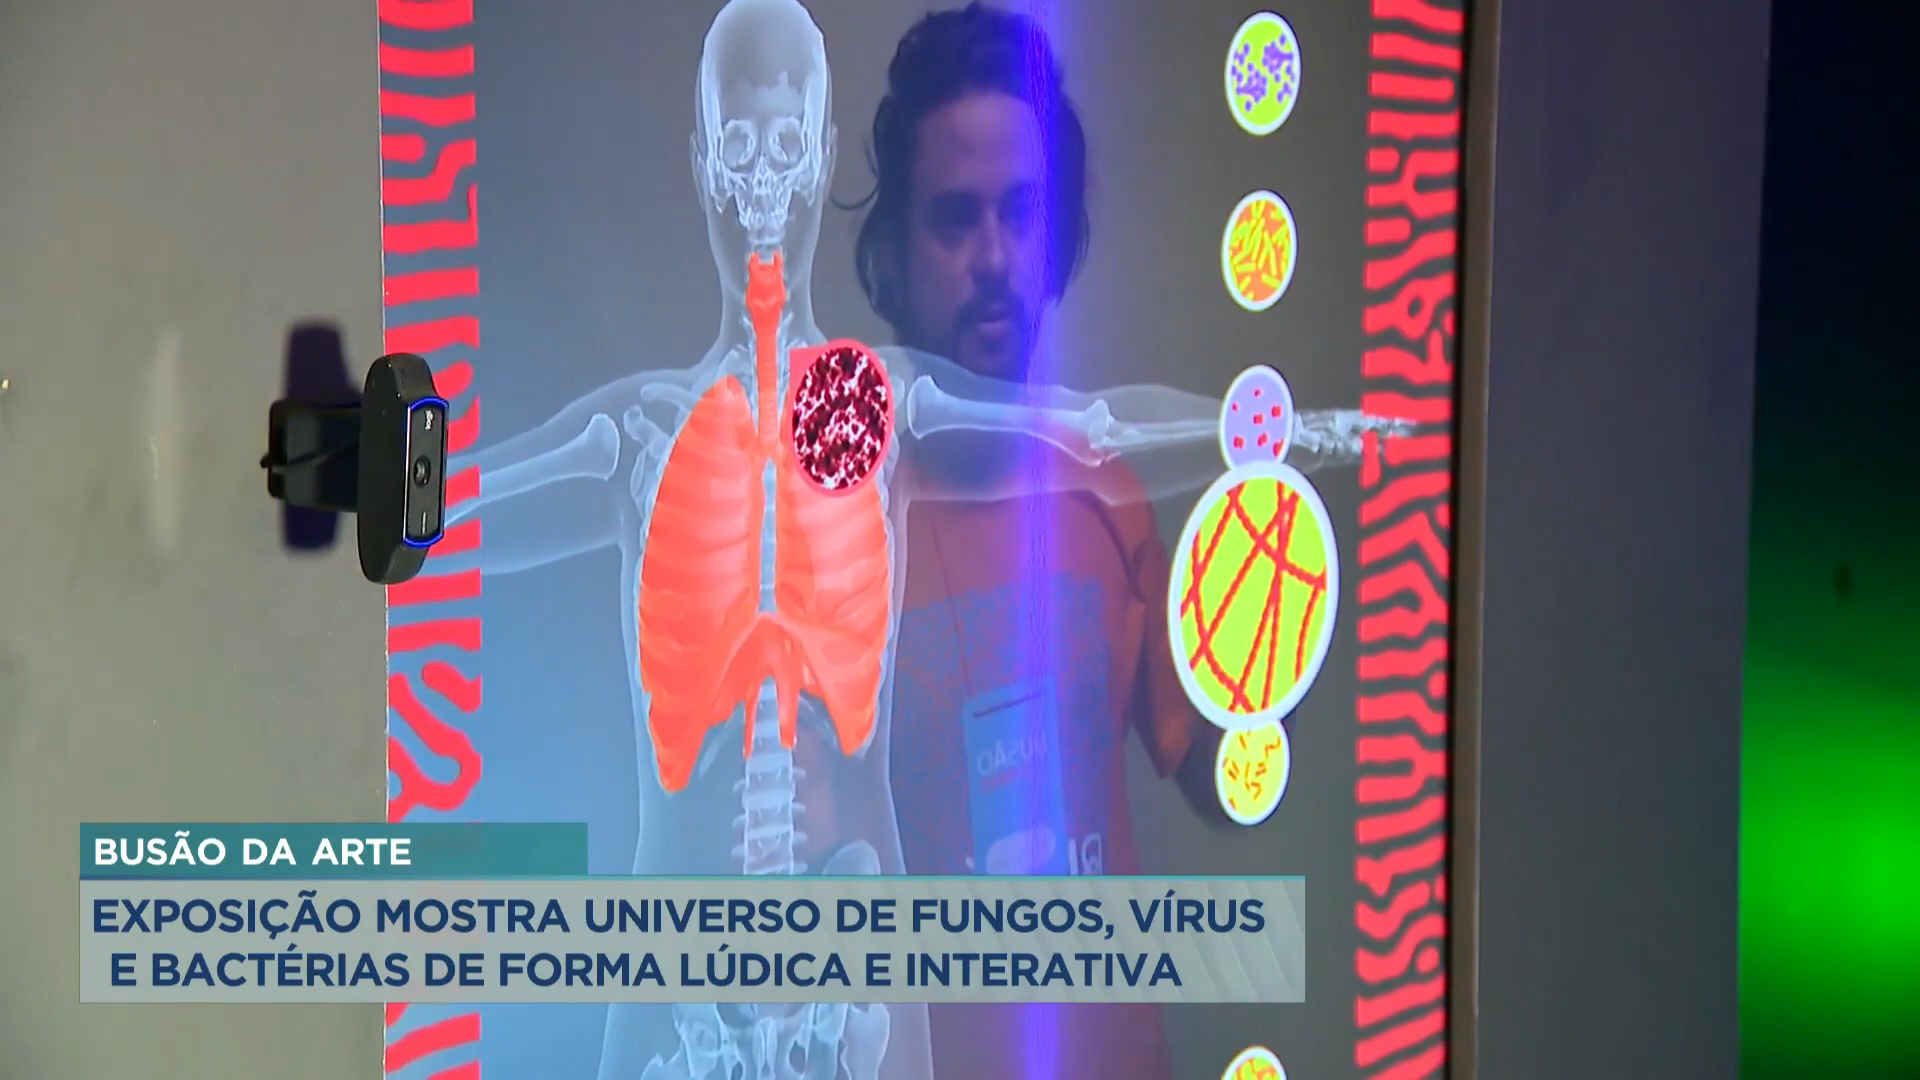 BUSÃO DA ARTE
EXPOSIÇÃO MOSTRA UNIVERSO DE FUNGOS, VÍRUS
E BACTÉRIAS DE FORMA LÚDICA E INTERATIVA